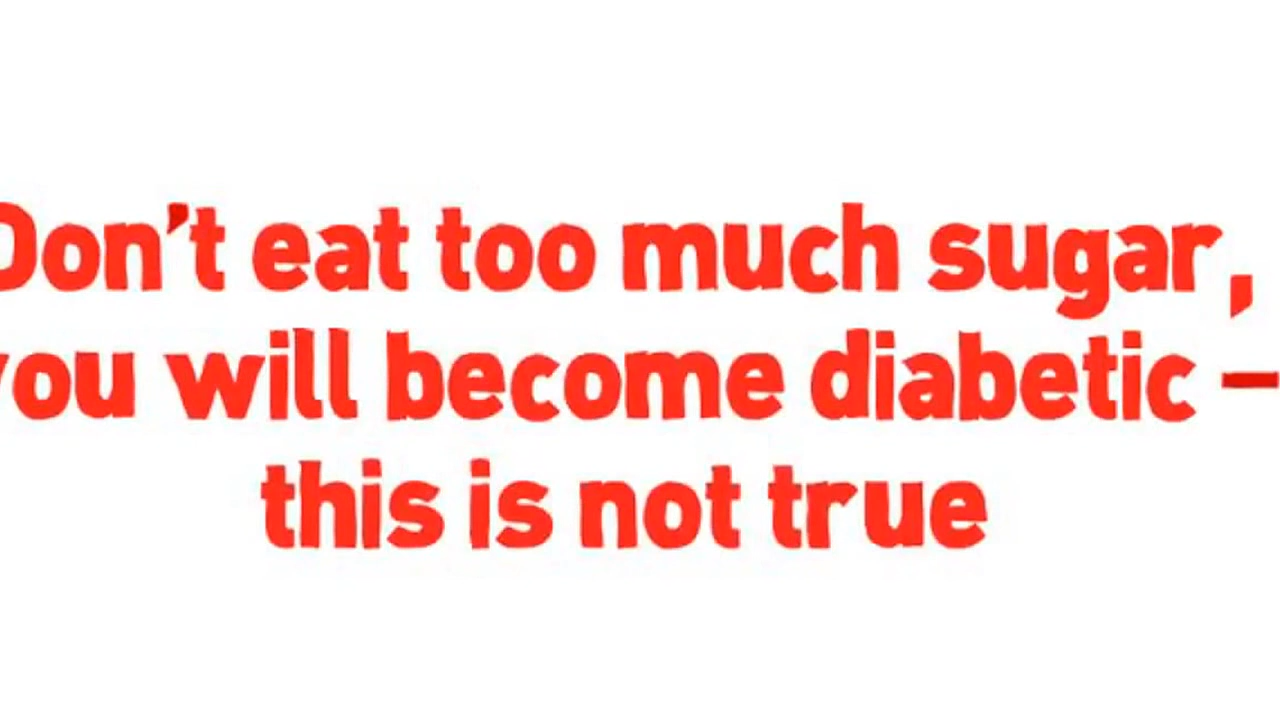 Don't eat too much sugar,
you will become diabetic –
this is not true